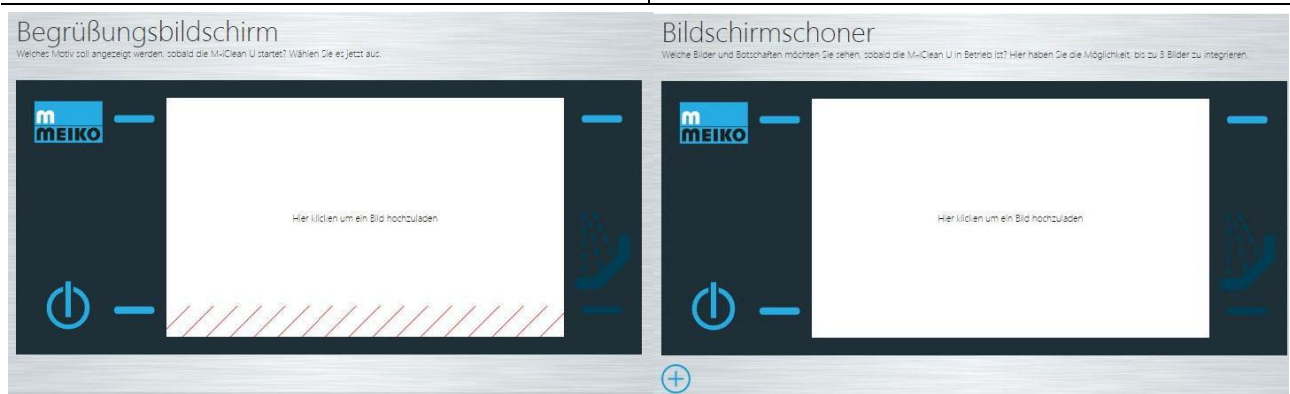 Begrüßungsbildschirm
Welches Motiv soll angezeigt werden, sobald die M-iClean U startet? Wählen Sie es jetzt aus.
m
MEIKO
Hier klicken um ein Bild hochzuladen
Bildschirmschoner
Welche Bilder und Botschaften möchten Sie sehen, sobald die M-iClean U in Betrieb ist? Hier haben Sie die Möglichkeit, bis zu 3 Bilder zu integrieren.
m
MEIKO
Hier klicken um ein Bild hochzuladen